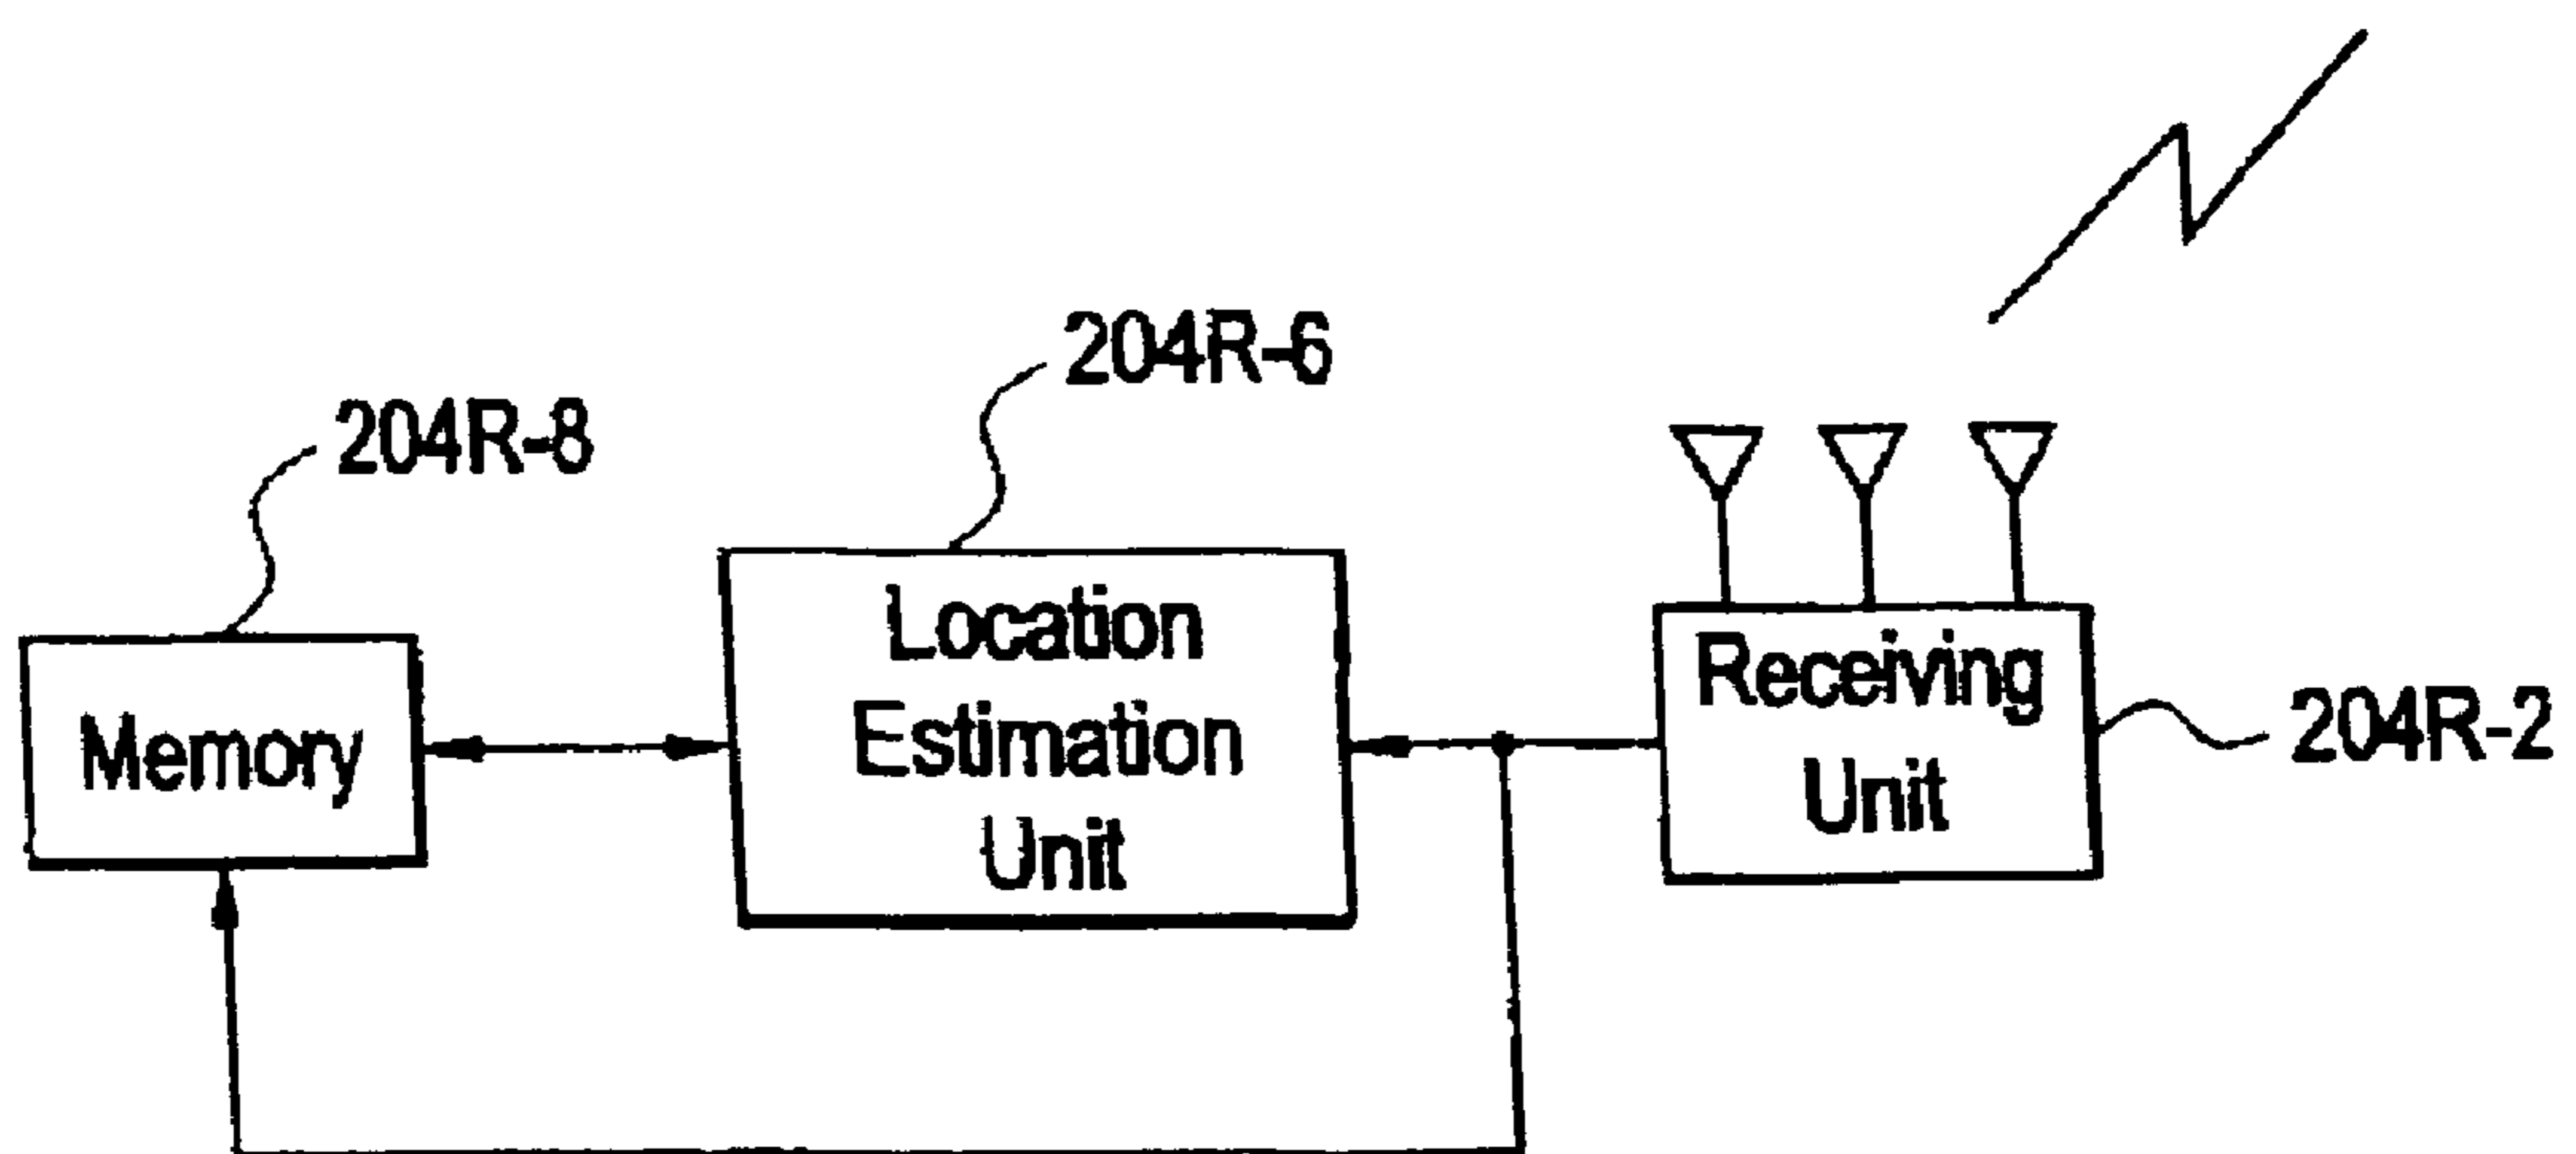 204R-6
204R-8
Location
Estimation
Unit
Receiving
Unit
Memory
204R-2